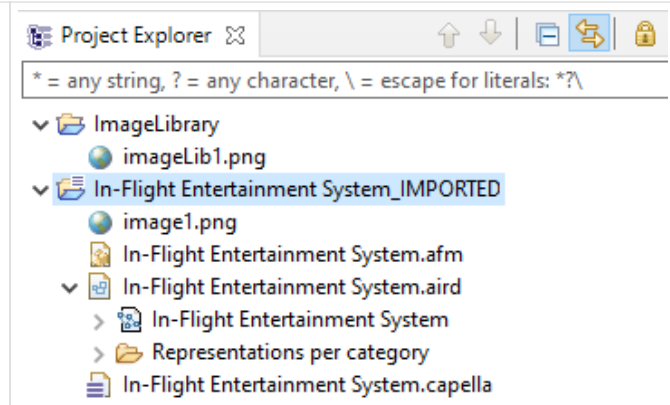 Project Explorer
* = any string, ? = any character, \ = escape for literals: *?\
ImageLibrary
imageLib1.png
In-Flight Entertainment System_IMPORTED
image1.png
In-Flight Entertainment System.afm
In-Flight Entertainment System.aird
In-Flight Entertainment System
Representations per category
In-Flight Entertainment System.capella